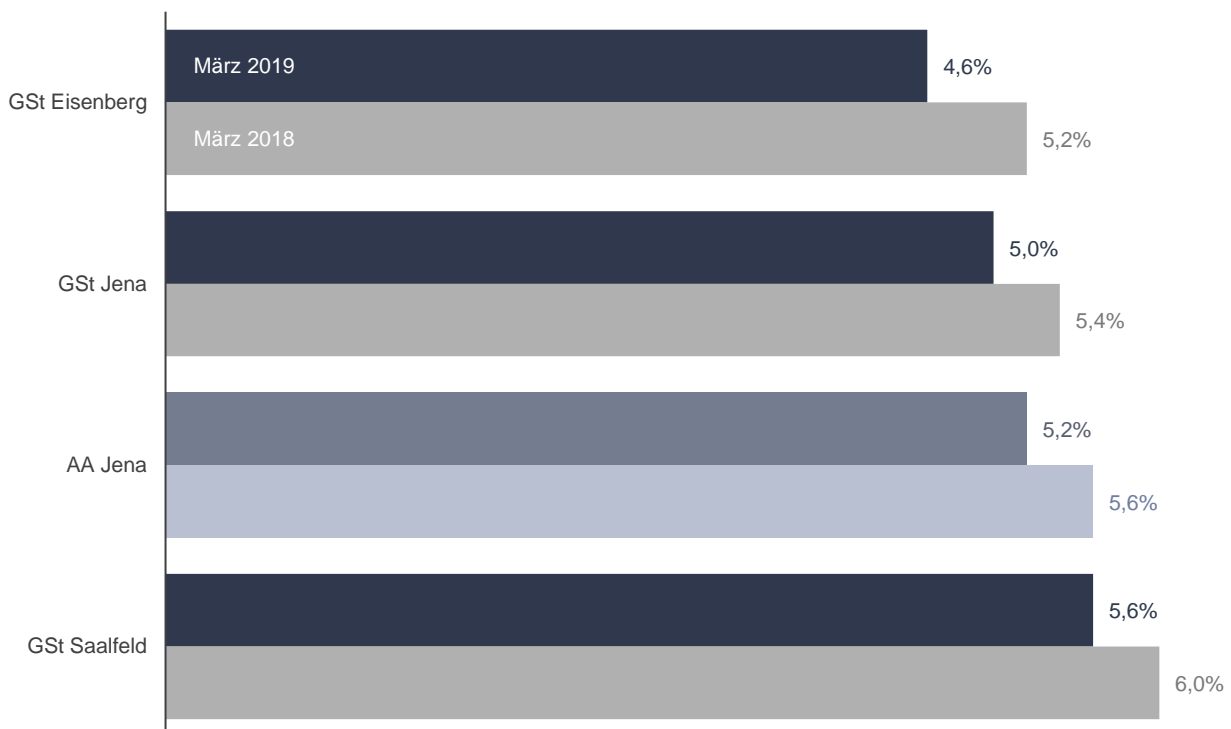 März 2019
4,6%
GSt Eisenberg
März 2018
5,2%
5,0%
GSt Jena
5,4%
5,2%
AA Jena
5,6%
5,6%
GSt Saalfeld
6,0%